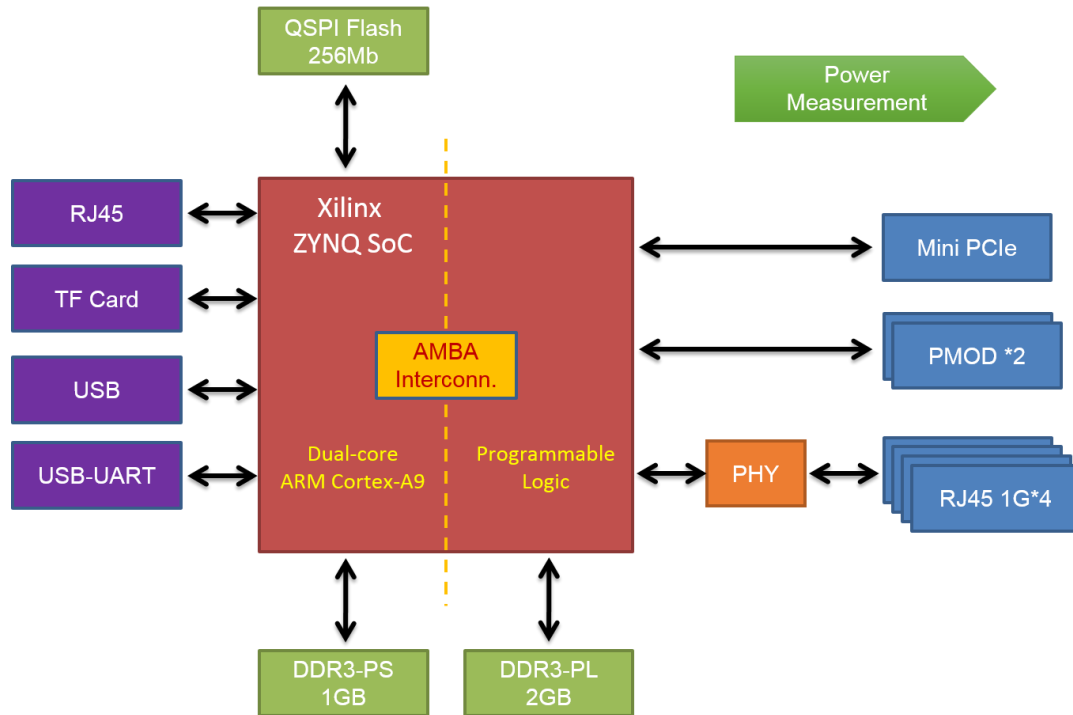 QSPI Flash
256Mb
Power
Measurement
RJ45
Xilinx
ZYNQ SoC
Mini PCIe
TF Card
AMBA
Interconn.
PMOD *2
USB
USB-UART
Dual-core
ARM Cortex-A9
Programmable
Logic
PHY
RJ45 1G*4
DDR3-PS
1GB
DDR3-PL
2GB